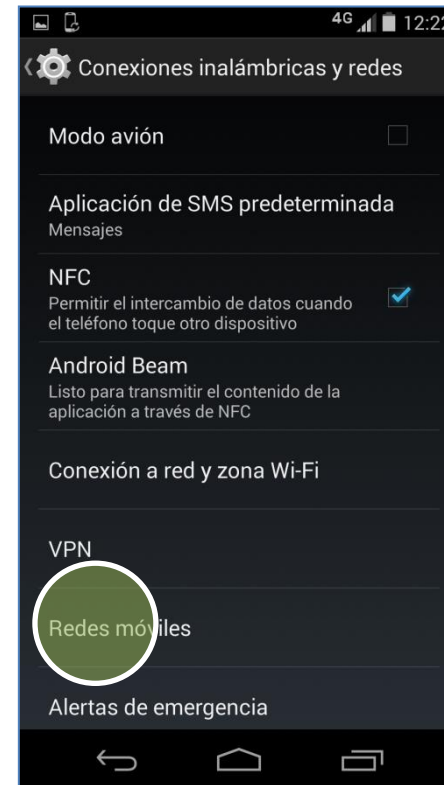 4G 12:22
Conexiones inalámbricas y redes
Modo avión
Aplicación de SMS predeterminada
Mensajes
NFC
Permitir el intercambio de datos cuando
el teléfono toque otro dispositivo
Android Beam
Listo para transmitir el contenido de la
aplicación a través de NFC
Conexión a red y zona Wi-Fi
VPN
Redes móviles
Alertas de emergencia